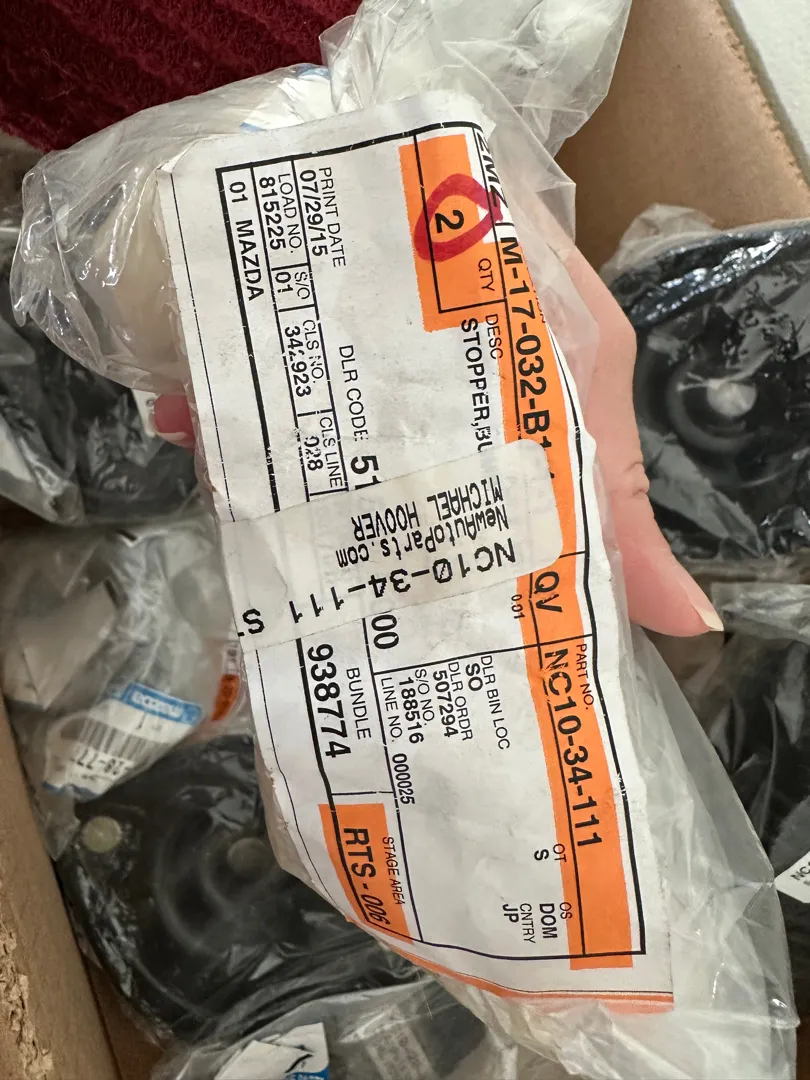 M-17-032-B1
QTY
2
DESC
STOPPER,BU
PRINT DATE
07/29/15
LOAD NO.
815225
S/O
01
CLS NO.
CLS LINE
028
01 MAZDA
DLR CODE
51
NC10-34-111
NewAutoParts.com
MICHAEL HOOVER
S
11
00
QV
0.01
PART NO.
NC10-34-111
DLR BIN LOC
SO
DLR ORDR
507294
S/O NO.
188516
LINE NO. 000025
BUNDLE
938774
OT
S
OS
DOM
CNTRY
JP
STAGE AREA
RTS-006
NC